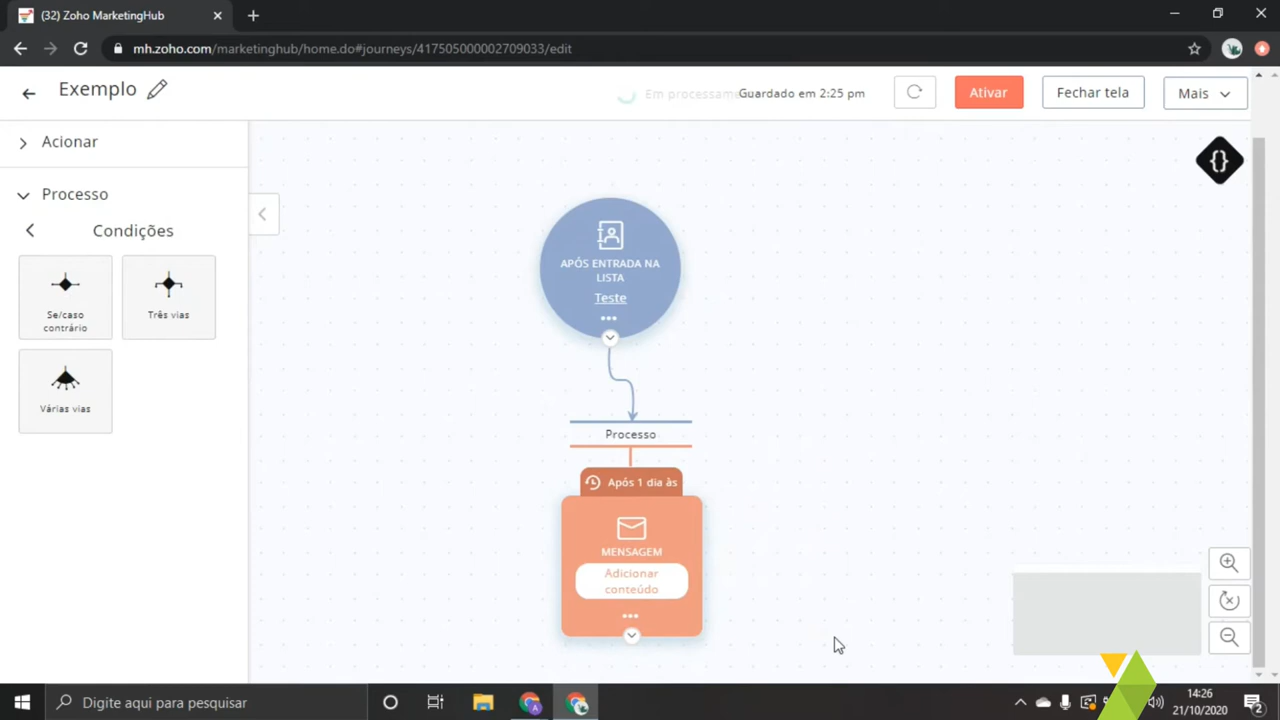 (32) Zoho MarketingHub
mh.zoho.com/marketinghub/home.do#journeys/417505000002709033/edit
Exemplo
Guardado em 2:25 pm
Ativar
Fechar tela
Mais
Acionar
Processo
Condições
Se/caso
contrário
Três vias
Várias vias
APÓS ENTRADA NA
LISTA
Teste
Processo
Após 1 dia às
MENSAGEM
Adicionar
conteúdo
Digite aqui para pesquisar
14:26
21/10/2020
2